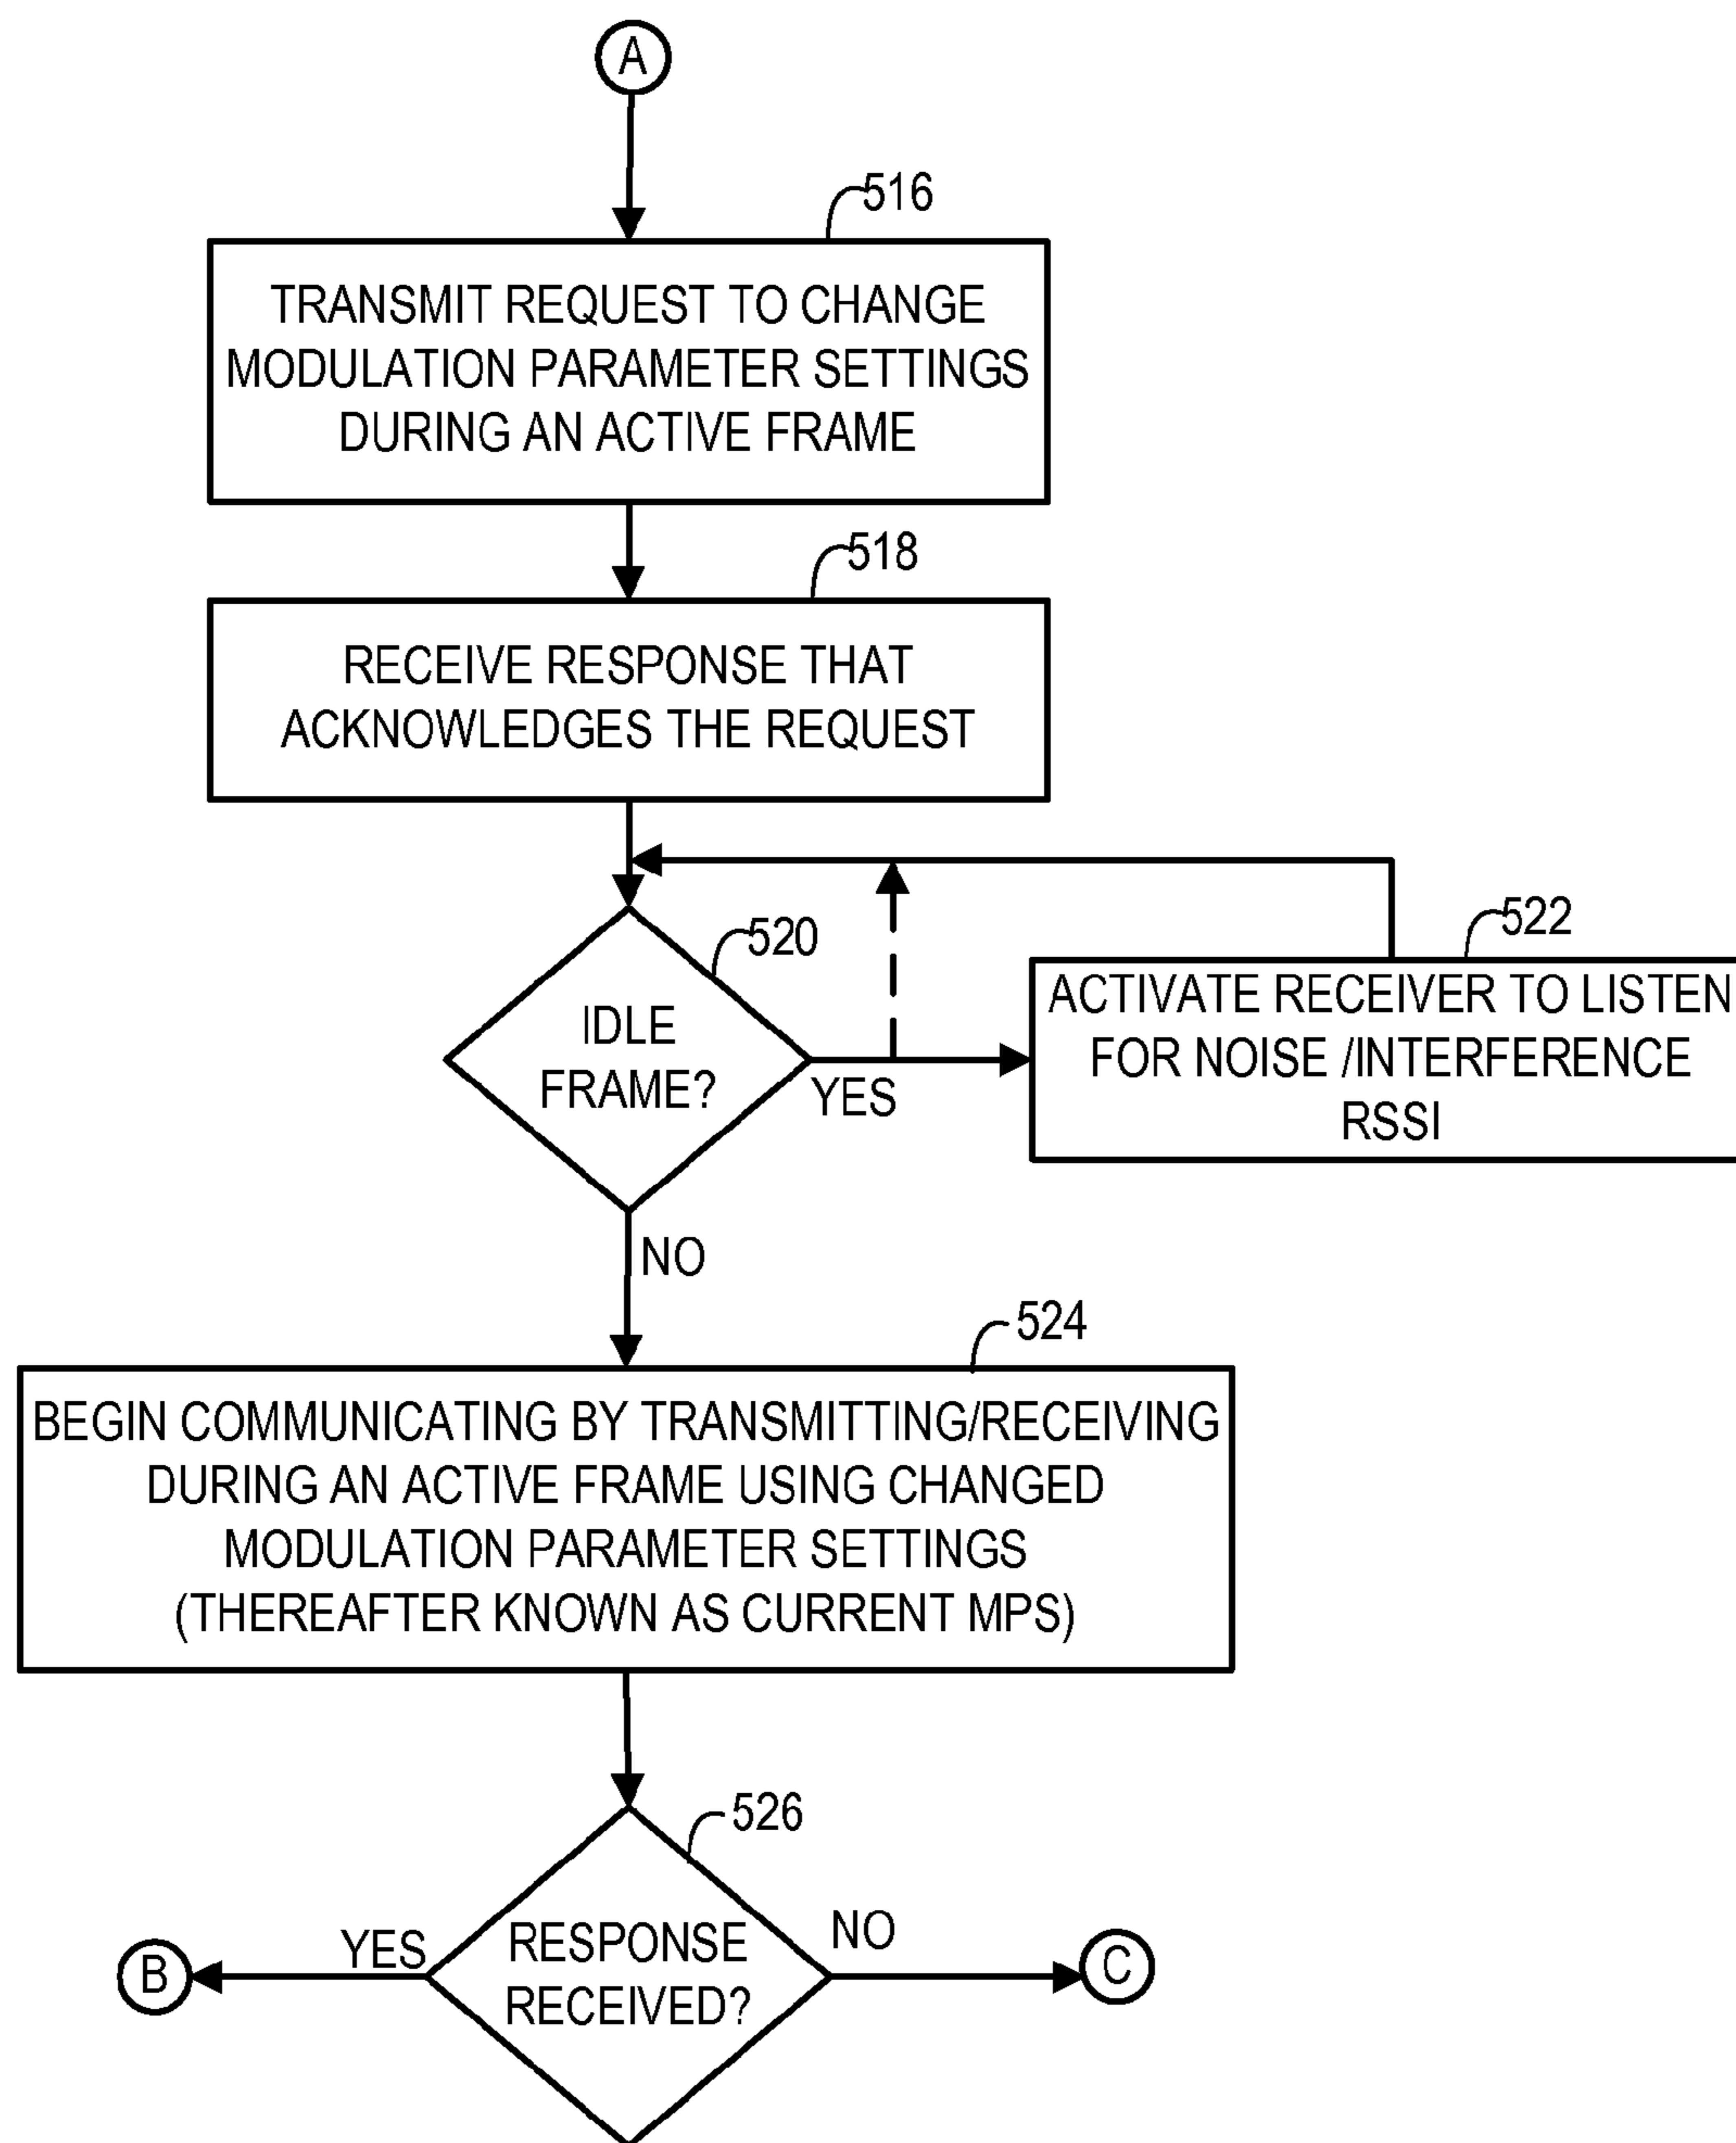 A
516
TRANSMIT REQUEST TO CHANGE
MODULATION PARAMETER SETTINGS
DURING AN ACTIVE FRAME
518
RECEIVE RESPONSE THAT
ACKNOWLEDGES THE REQUEST
520
IDLE
FRAME?
YES
522
ACTIVATE RECEIVER TO LISTEN
FOR NOISE /INTERFERENCE
RSSI
NO
524
BEGIN COMMUNICATING BY TRANSMITTING/RECEIVING
DURING AN ACTIVE FRAME USING CHANGED
MODULATION PARAMETER SETTINGS
(THEREAFTER KNOWN AS CURRENT MPS)
526
RESPONSE
RECEIVED?
YES
B
NO
C